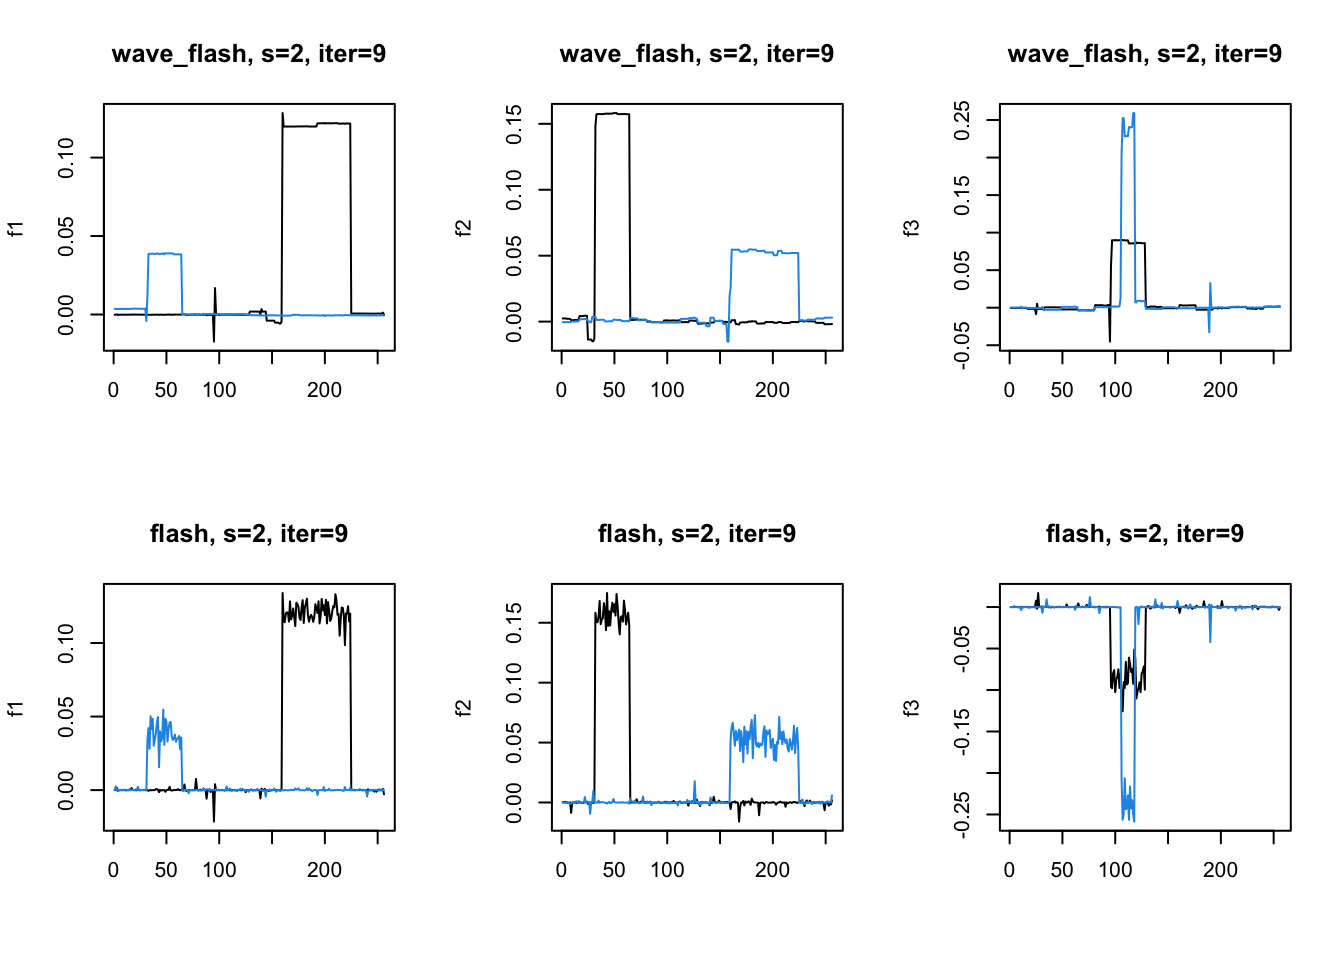 wave_flash, s=2, iter=9
f1
0.00 0.05 0.10
0 50 100 200
wave_flash, s=2, iter=9
f2
0.00 0.05 0.10 0.15
0 50 100 200
wave_flash, s=2, iter=9
f3
-0.05 0.05 0.15 0.25
0 50 100 200
flash, s=2, iter=9
f1
0.00 0.05 0.10
0 50 100 200
flash, s=2, iter=9
f2
0.00 0.05 0.10 0.15
0 50 100 200
flash, s=2, iter=9
f3
-0.25 -0.15 -0.05
0 50 100 200